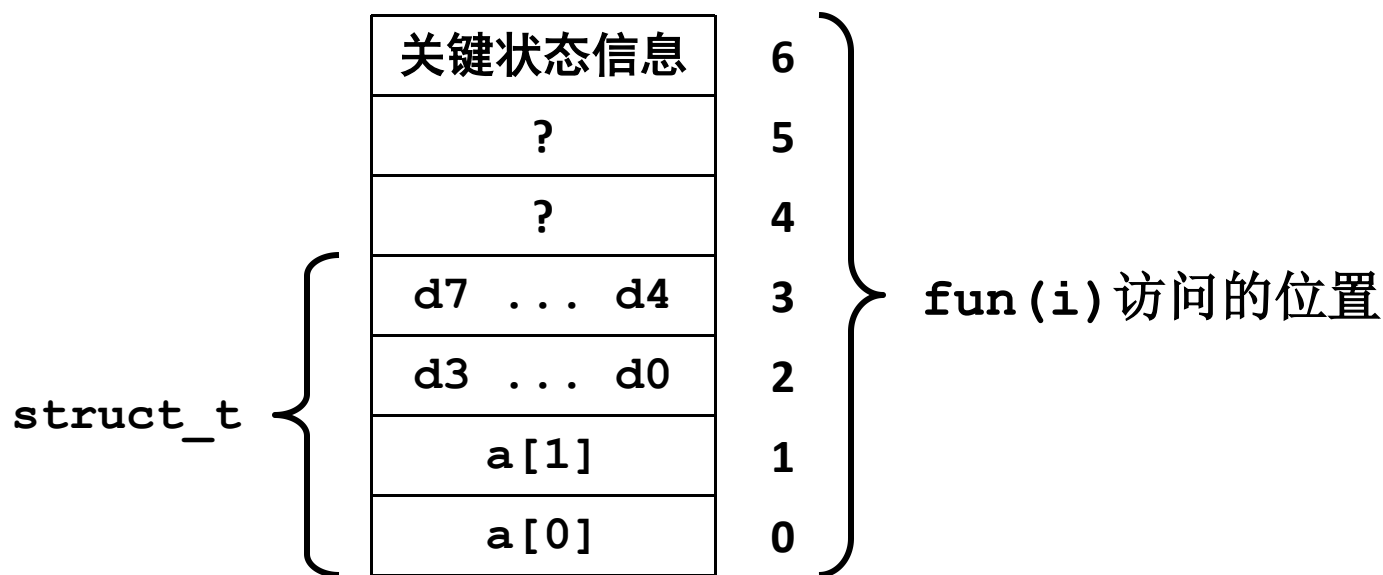 关键状态信息 6
? 5
? 4
d7 ... d4 3
fun(i)访问的位置
d3 ... d0 2
struct_t
a[1] 1
a[0] 0